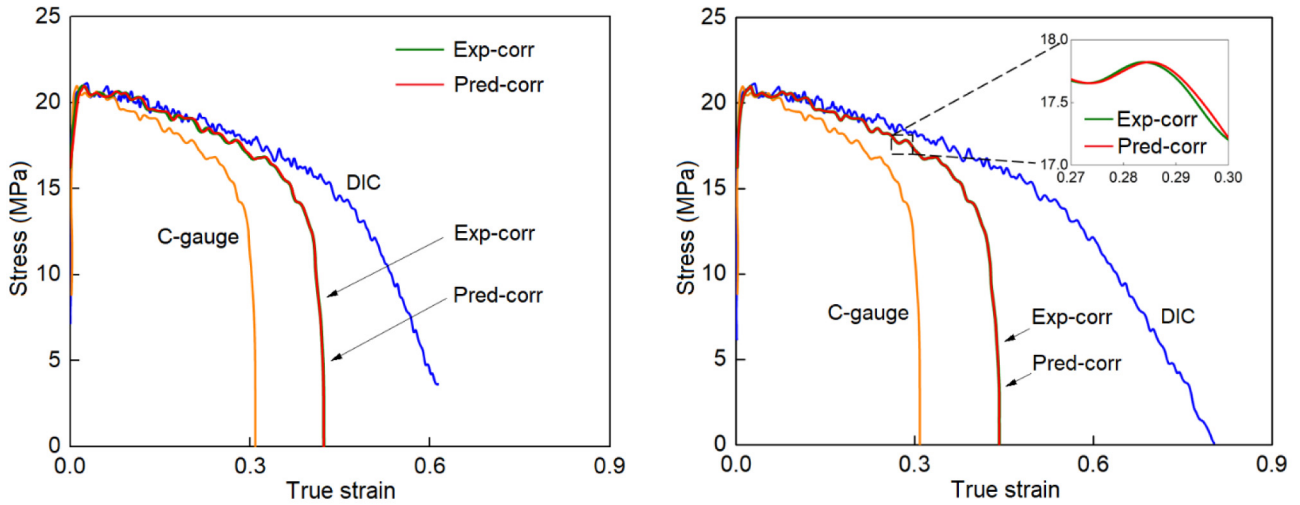 25
20
15
10
5
0
Stress (MPa)
Exp-corr
Pred-corr
DIC
C-gauge
Exp-corr
Pred-corr
0.0
0.3
0.6
0.9
True strain
25
20
15
10
5
0
Stress (MPa)
18.0
17.5
17.0
Exp-corr
Pred-corr
0.27
0.28
0.29
0.30
C-gauge
Exp-corr
DIC
Pred-corr
0.0
0.3
0.6
0.9
True strain